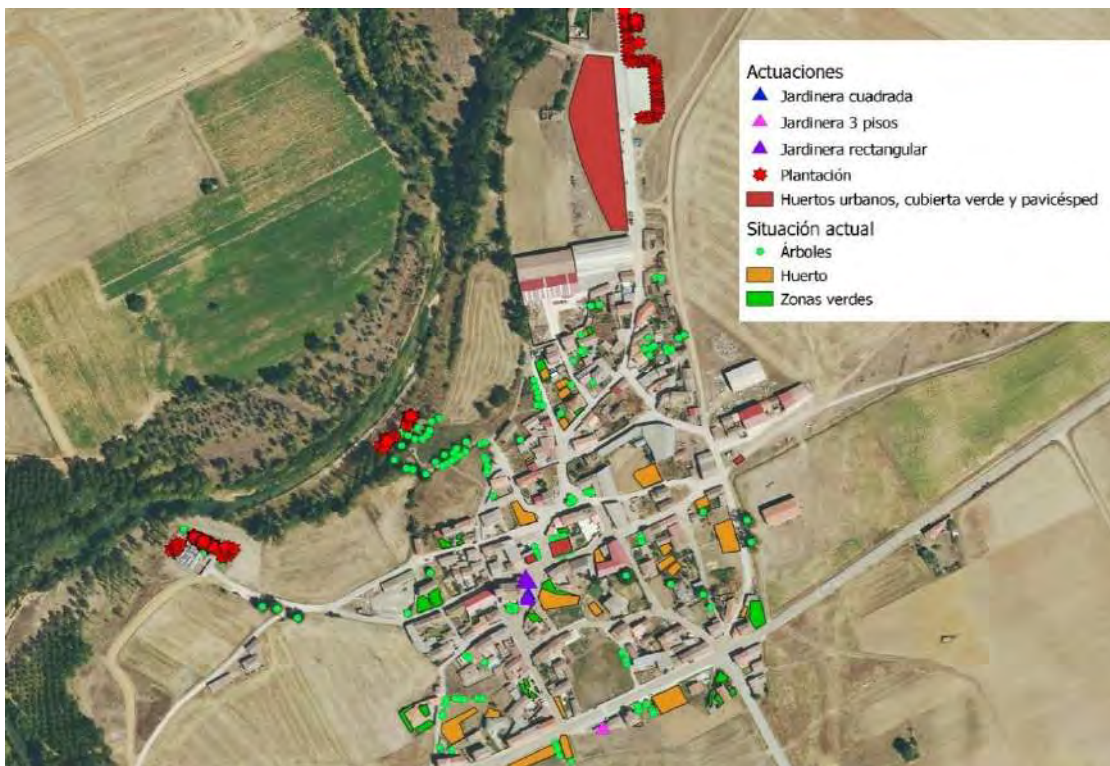 Actuaciones
Jardinera cuadrada
Jardinera 3 pisos
Jardinera rectangular
Plantación
Huertos urbanos, cubierta verde y pavicésped
Situación actual
Árboles
Huerto
Zonas verdes